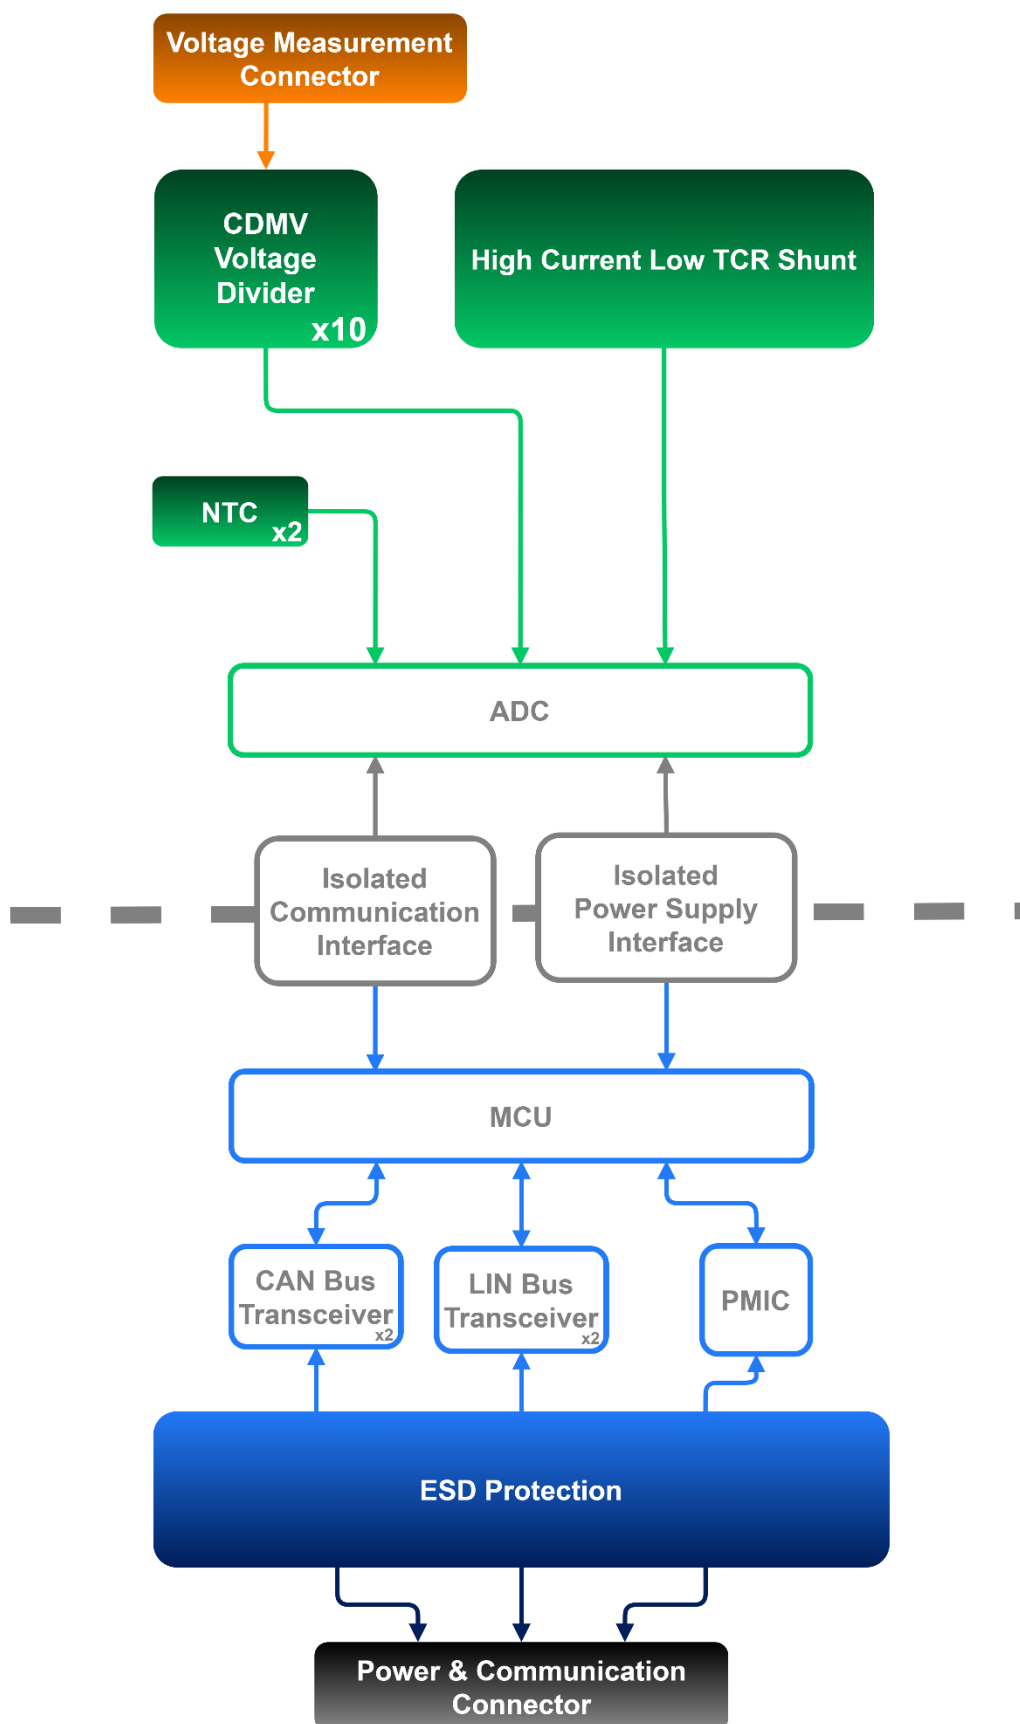 Voltage Measurement
Connector
CDMV
Voltage
Divider
x10
High Current Low TCR Shunt
NTC
x2
ADC
Isolated
Communication
Interface
Isolated
Power Supply
Interface
MCU
CAN Bus
Transceiver
x2
LIN Bus
Transceiver
x2
PMIC
ESD Protection
Power & Communication
Connector